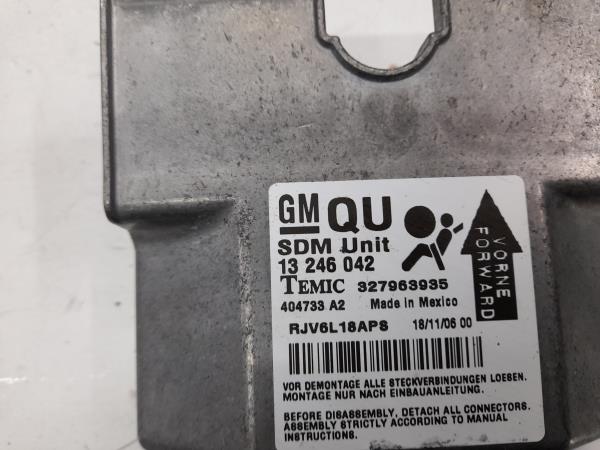 GM QU
SDM Unit
13 246 042
TEMIC 327963935
404733 A2 Made in Mexico
RJV6L18APS 18/11/06 00
VORNE
FORWARD
VOR DEMONTAGE ALLE STECKVERBINDUNGEN LOESEN.
MONTAGE NUR NACH EINBAUANLEITUNG.
BEFORE DISASSEMBLY, DETACH ALL CONNECTORS.
ASSEMBLY STRICTLY ACCORDING TO MANUAL
INSTRUCTIONS.